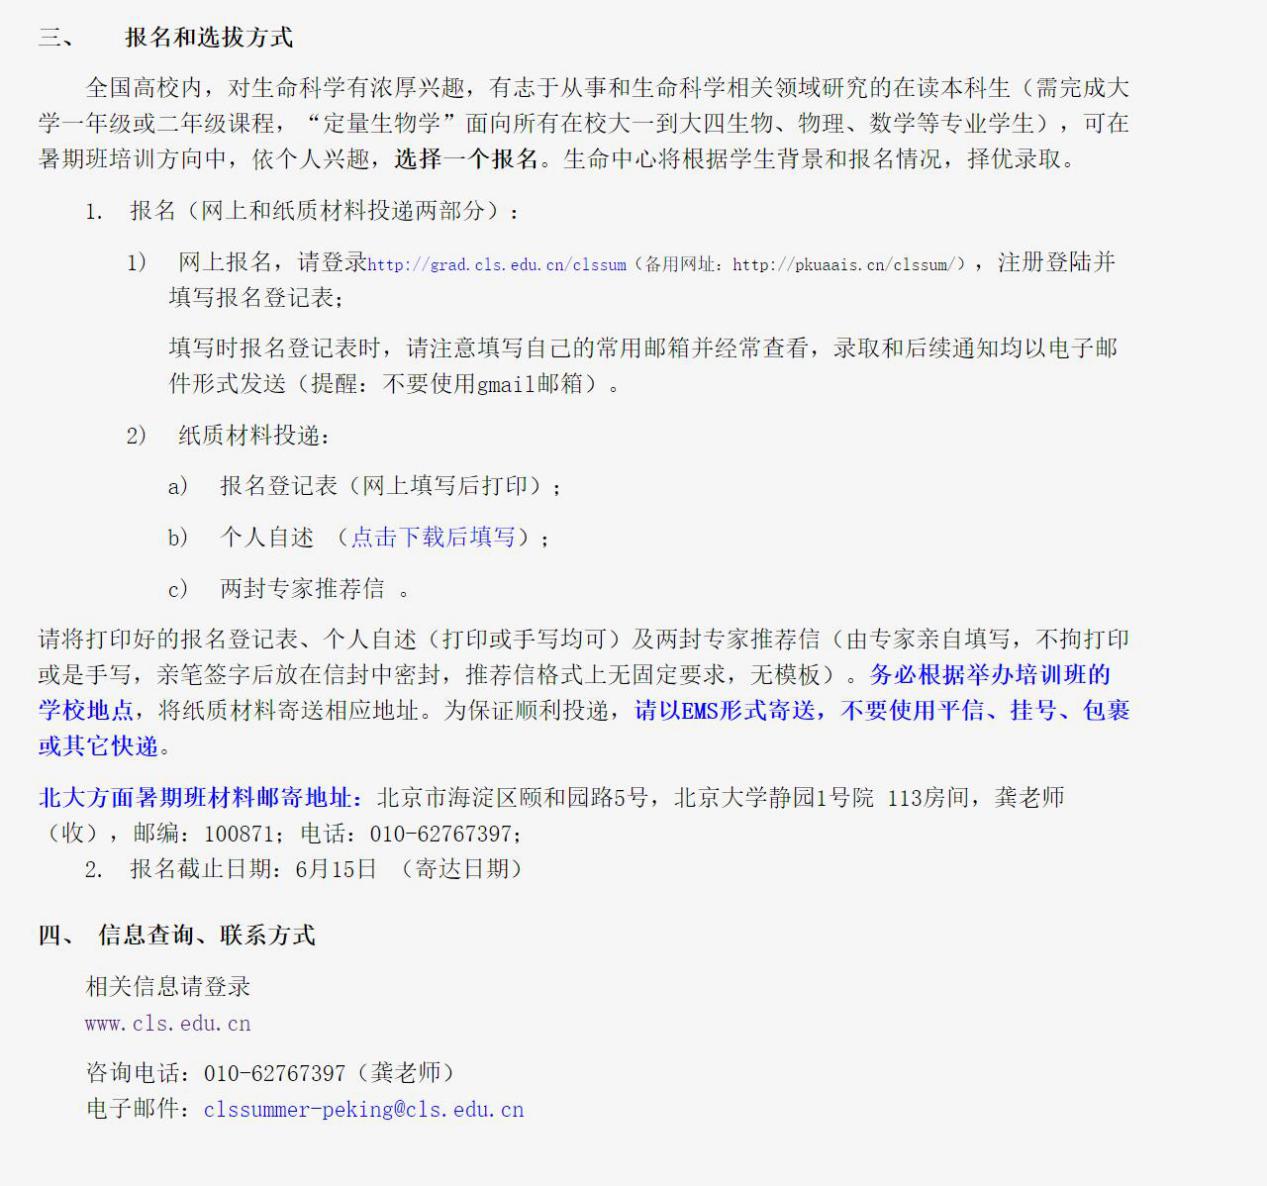 三、 报名和选拔方式
全国高校内，对生命科学有浓厚兴趣，有志于从事和生命科学相关领域研究的在读本科生（需完成大
学一年级或二年级课程，“定量生物学”面向所有在校大一到大四生物、物理、数学等专业学生），可在
暑期班培训方向中，依个人兴趣，选择一个报名。生命中心将根据学生背景和报名情况，择优录取。
1. 报名（网上和纸质材料投递两部分）：
1) 网上报名，请登录http://grad.cls.edu.cn/clssum（备用网址：http://pkuaais.cn/clssum/），注册登陆并
填写报名登记表；
填写时报名登记表时，请注意填写自己的常用邮箱并经常查看，录取和后续通知均以电子邮
件形式发送（提醒：不要使用gmail邮箱）。
2) 纸质材料投递：
a) 报名登记表（网上填写后打印）；
b) 个人自述 （点击下载后填写）；
c) 两封专家推荐信 。
请将打印好的报名登记表、个人自述（打印或手写均可）及两封专家推荐信（由专家亲自填写，不拘打印
或是手写，亲笔签字后放在信封中密封，推荐信格式上无固定要求，无模板）。务必根据举办培训班的
学校地点，将纸质材料寄送相应地址。为保证顺利投递，请以EMS形式寄送，不要使用平信、挂号、包裹
或其它快递。
北大方面暑期班材料邮寄地址：北京市海淀区颐和园路5号，北京大学静园1号院 113房间，龚老师
（收），邮编：100871；电话：010-62767397；
2. 报名截止日期：6月15日 （寄达日期）
四、 信息查询、联系方式
相关信息请登录
www.cls.edu.cn
咨询电话：010-62767397（龚老师）
电子邮件：clssummer-peking@cls.edu.cn